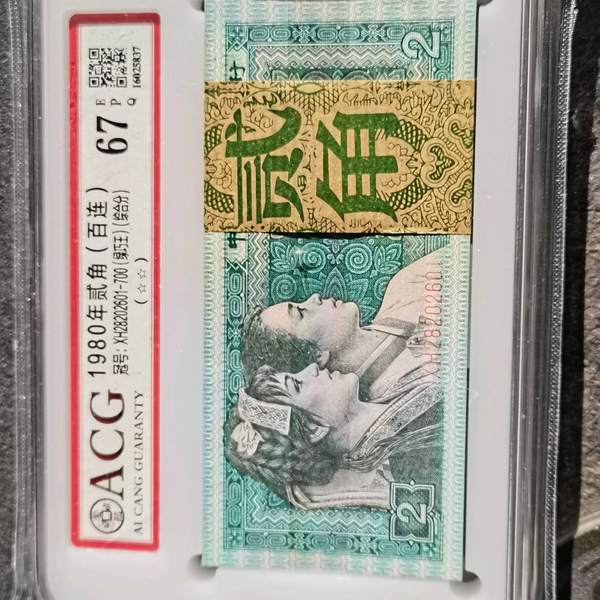 ACG
AI CANG GUARANTY
1980年贰角（百连）
冠号：XH28202601-700（绿巧王）（综合分）
（☆☆）
67
E
P
Q
16025837
2
贰角
XH28202601
2